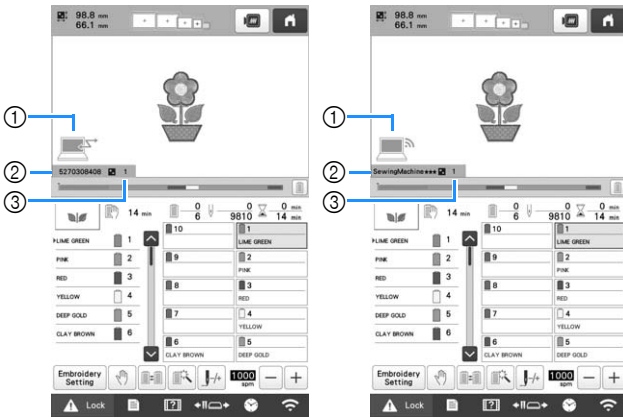 98.8 mm
66.1 mm
①
② 5270308408 1
③
14 min
0
6
0
9810
0 min
14 min
LIME GREEN 1
PINK 2
RED 3
YELLOW 4
DEEP GOLD 5
CLAY BROWN 6
10
1
LIME GREEN
9
2
PINK
8
3
RED
7
4
YELLOW
6
CLAY BROWN
5
DEEP GOLD
Embroidery
Setting
-/+
1000
spm
− +
Lock
?
98.8 mm
66.1 mm
①
② SewingMachine*** 1
③
14 min
0
6
0
9810
0 min
14 min
LIME GREEN 1
PINK 2
RED 3
YELLOW 4
DEEP GOLD 5
CLAY BROWN 6
10
1
LIME GREEN
9
2
PINK
8
3
RED
7
4
YELLOW
6
CLAY BROWN
5
DEEP GOLD
Embroidery
Setting
-/+
1000
spm
− +
Lock
?